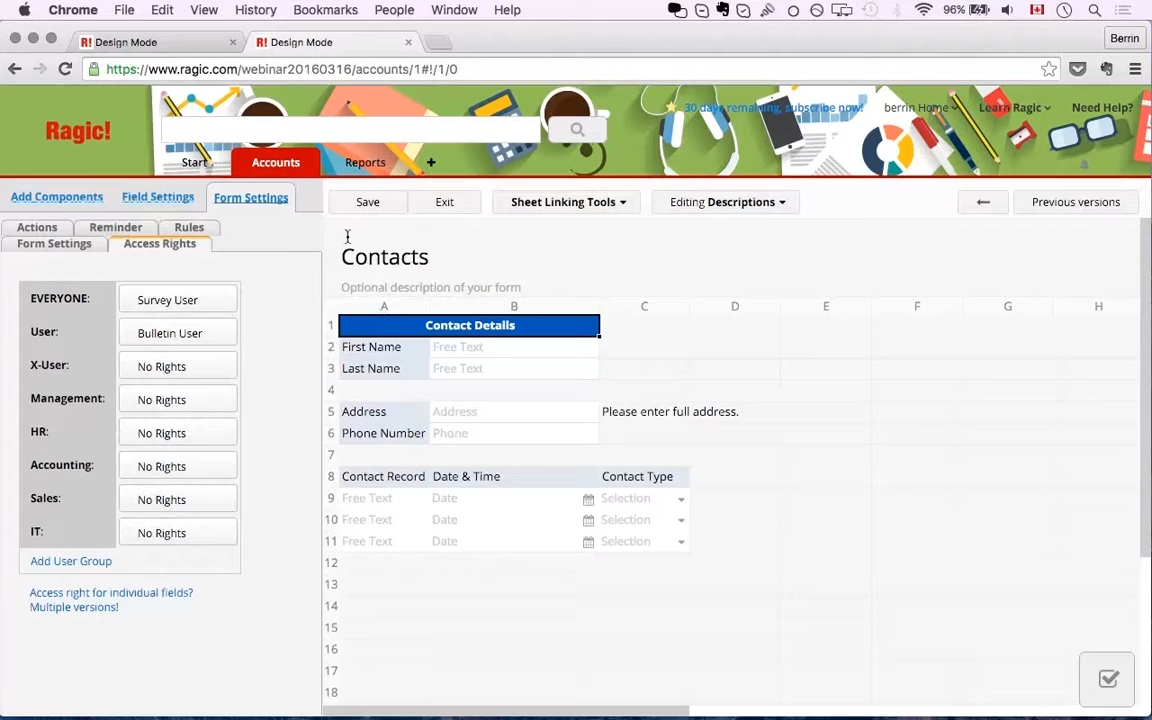 Chrome File Edit View History Bookmarks People Window Help 96%
R! Design Mode R! Design Mode Berrin
https://www.ragic.com/webinar20160316/accounts/1#!/1/0
30 days remaining, subscribe now! berrin Home Learn Ragic Need Help?
Ragic!
Start Accounts Reports
Add Components Field Settings Form Settings
Save Exit Sheet Linking Tools Editing Descriptions Previous versions
Actions Reminder Rules
Form Settings Access Rights
Contacts
Optional description of your form
EVERYONE: Survey User
User: Bulletin User
X-User: No Rights
Management: No Rights
HR: No Rights
Accounting: No Rights
Sales: No Rights
IT: No Rights
Add User Group
Access right for individual fields?
Multiple versions!
A B C D E F G H
1 Contact Details
2 First Name Free Text
3 Last Name Free Text
4
5 Address Address Please enter full address.
6 Phone Number Phone
7
8 Contact Record Date & Time Contact Type
9 Free Text Date Selection
10 Free Text Date Selection
11 Free Text Date Selection
12
13
14
15
16
17
18